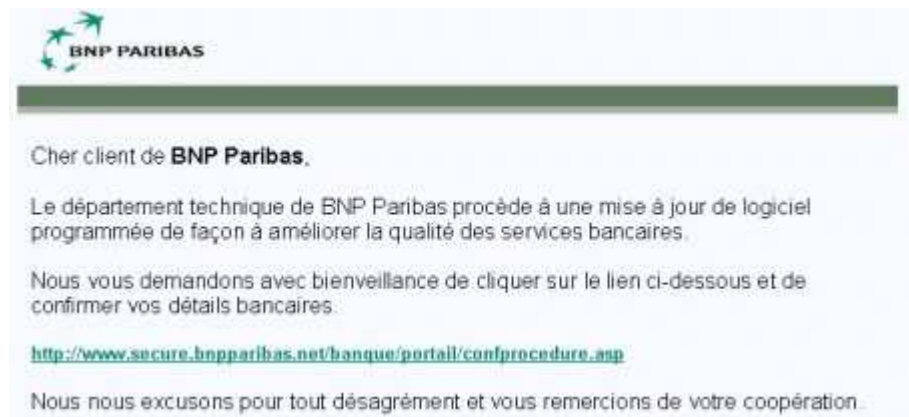 BNP PARIBAS
Cher client de BNP Paribas,
Le département technique de BNP Paribas procède à une mise à jour de logiciel
programmée de façon à améliorer la qualité des services bancaires.
Nous vous demandons avec bienveillance de cliquer sur le lien ci-dessous et de
confirmer vos détails bancaires.
http://www.secure.bnpparibas.net/banque/portail/confprocedure.asp
Nous nous excusons pour tout désagrément et vous remercions de votre coopération.